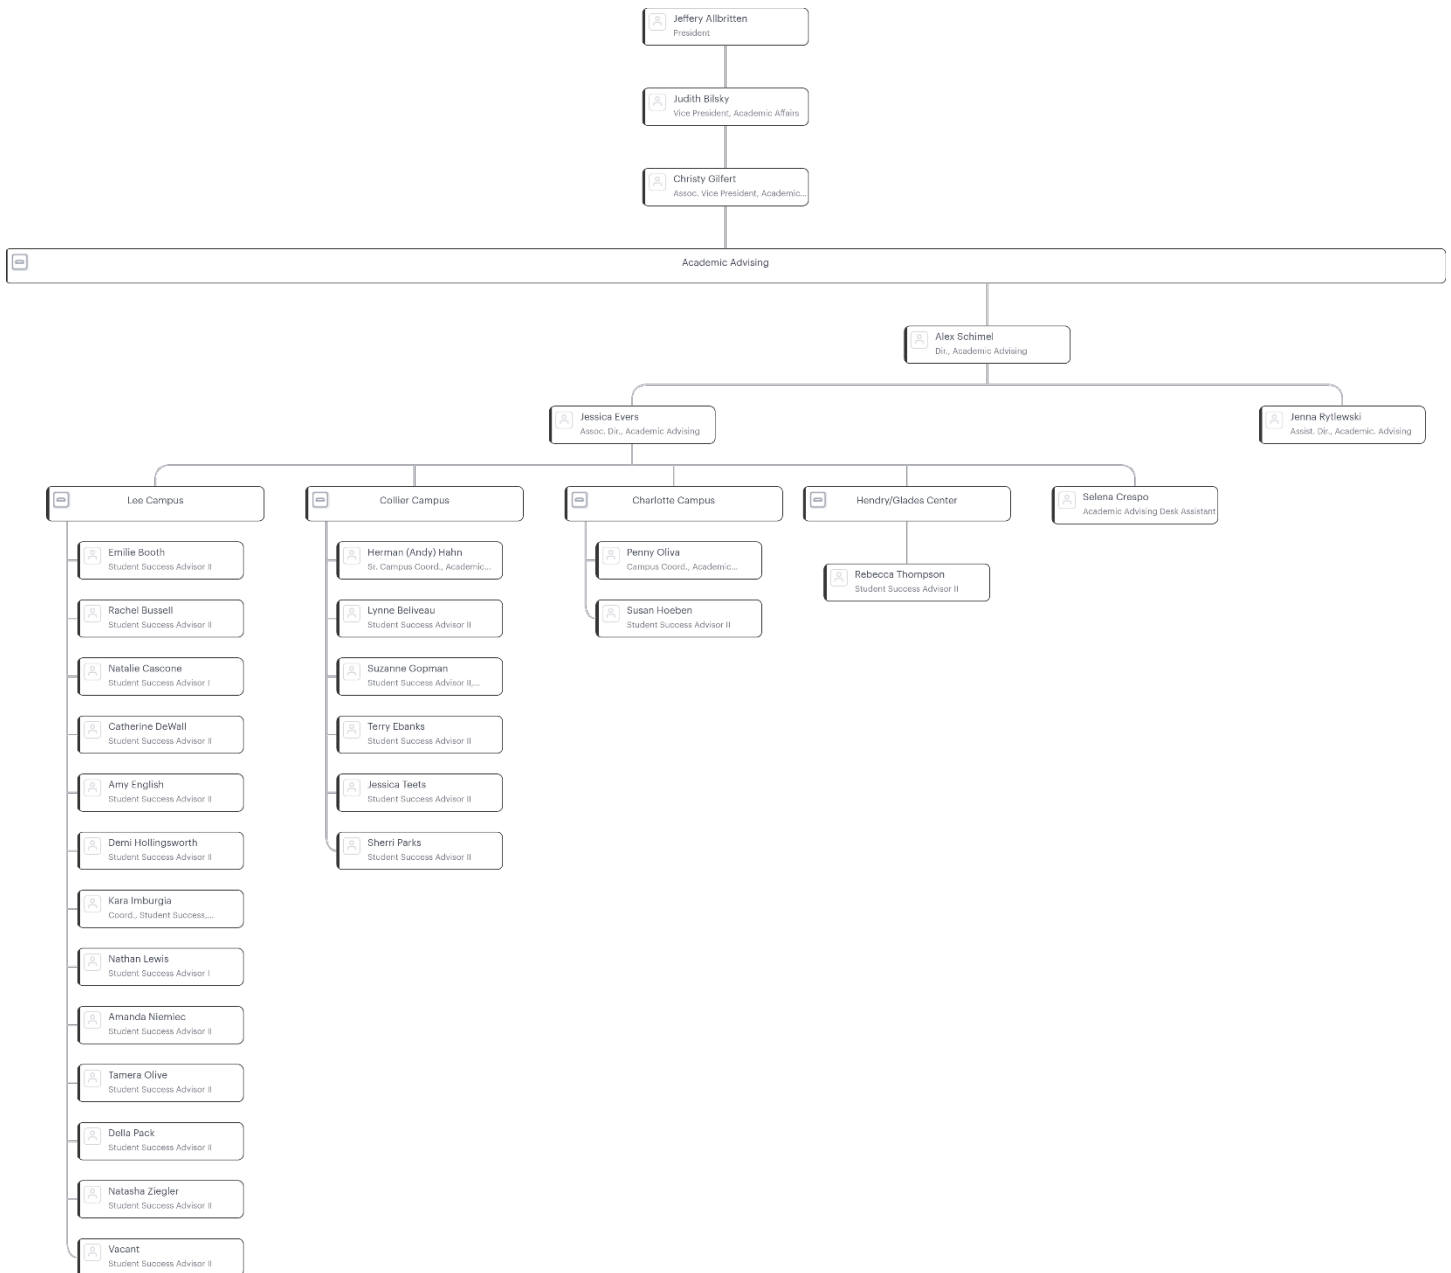 Jeffery Allbritten
President
Judith Bilsky
Vice President, Academic Affairs
Christy Gilfert
Assoc. Vice President, Academic...
Academic Advising
Alex Schimel
Dir., Academic Advising
Jessica Evers
Assoc. Dir., Academic Advising
Jenna Rytlewski
Assist. Dir., Academic. Advising
Lee Campus
Emilie Booth
Student Success Advisor II
Rachel Bussell
Student Success Advisor II
Natalie Cascone
Student Success Advisor I
Catherine DeWall
Student Success Advisor II
Amy English
Student Success Advisor II
Demi Hollingsworth
Student Success Advisor II
Kara Imburgia
Coord., Student Success,...
Nathan Lewis
Student Success Advisor I
Amanda Niemiec
Student Success Advisor II
Tamera Olive
Student Success Advisor II
Della Pack
Student Success Advisor II
Natasha Ziegler
Student Success Advisor II
Vacant
Student Success Advisor II
Collier Campus
Herman (Andy) Hahn
Sr. Campus Coord., Academic...
Lynne Beliveau
Student Success Advisor II
Suzanne Gopman
Student Success Advisor II,...
Terry Ebanks
Student Success Advisor II
Jessica Teets
Student Success Advisor II
Sherri Parks
Student Success Advisor II
Charlotte Campus
Penny Oliva
Campus Coord., Academic...
Susan Hoeben
Student Success Advisor II
Hendry/Glades Center
Rebecca Thompson
Student Success Advisor II
Selena Crespo
Academic Advising Desk Assistant